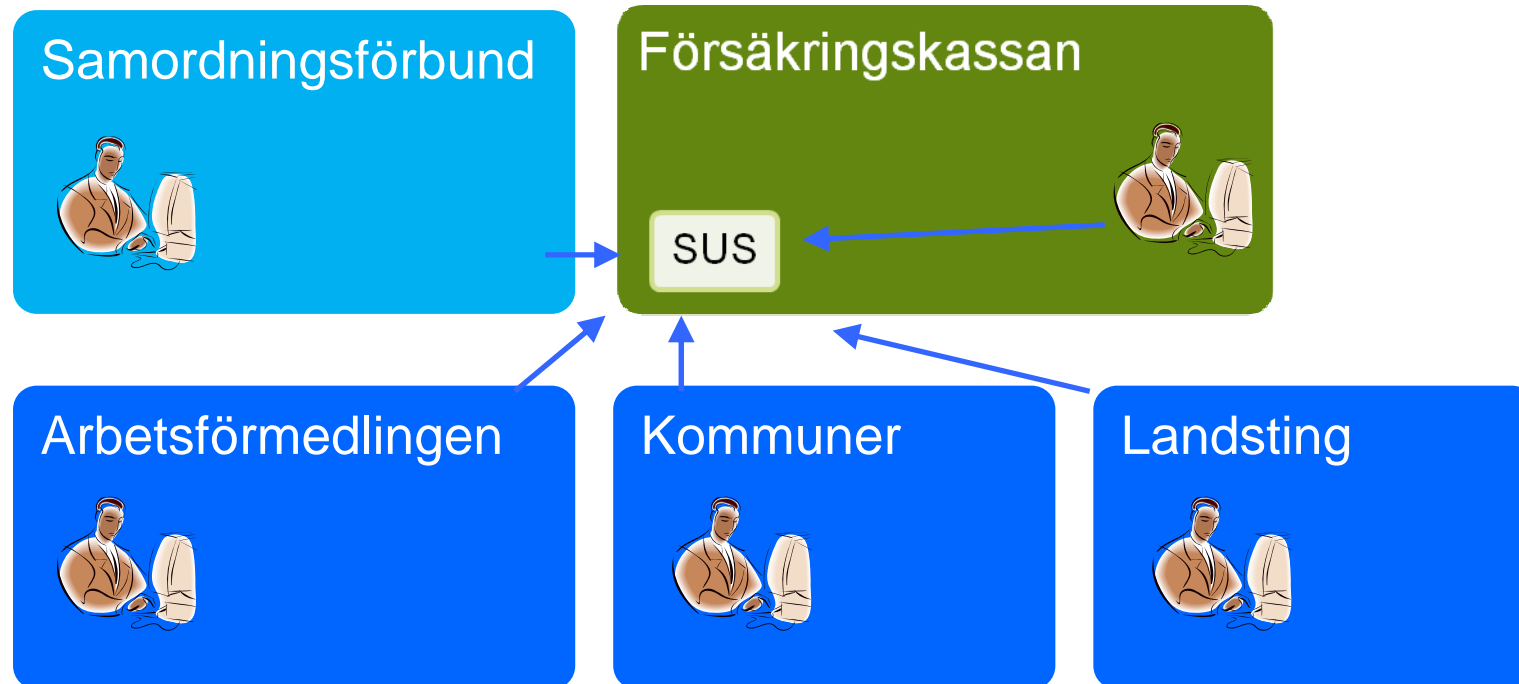 Samordningsförbund
Försäkringskassan
SUS
Arbetsförmedlingen
Kommuner
Landsting